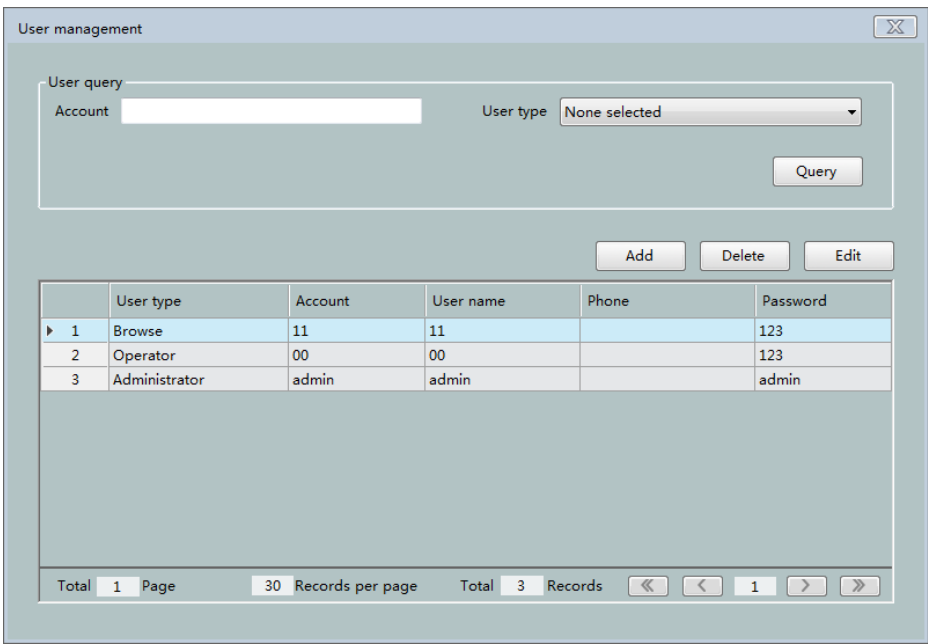 User management
User query
Account User type None selected
Query
Add Delete Edit
User type Account User name Phone Password
1 Browse 11 11 123
2 Operator 00 00 123
3 Administrator admin admin admin
Total 1 Page 30 Records per page Total 3 Records 1